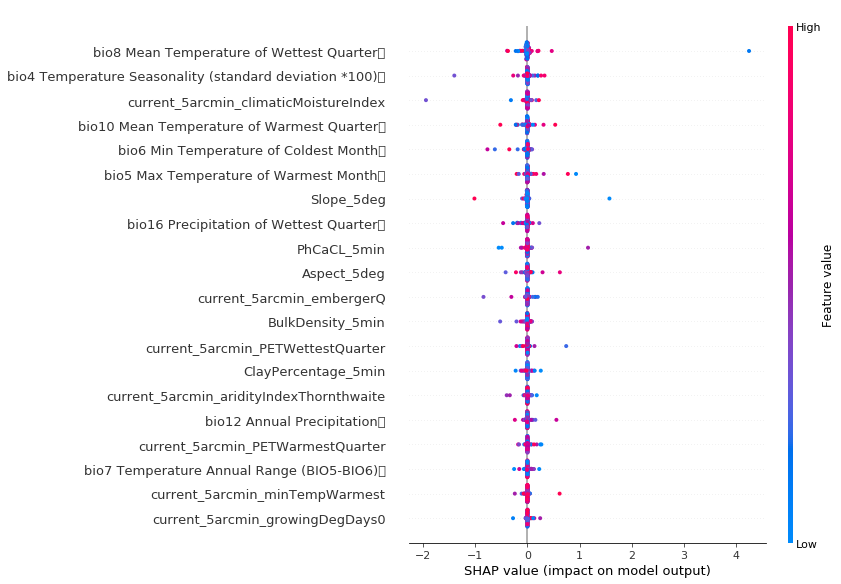 High
bio8 Mean Temperature of Wettest Quarter▯
bio4 Temperature Seasonality (standard deviation *100)▯
current_5arcmin_climaticMoistureIndex
bio10 Mean Temperature of Warmest Quarter▯
bio6 Min Temperature of Coldest Month▯
bio5 Max Temperature of Warmest Month▯
Slope_5deg
bio16 Precipitation of Wettest Quarter▯
PhCaCL_5min
Aspect_5deg
current_5arcmin_embergerQ
BulkDensity_5min
current_5arcmin_PETWettestQuarter
ClayPercentage_5min
current_5arcmin_aridityIndexThornthwaite
bio12 Annual Precipitation▯
current_5arcmin_PETWarmestQuarter
bio7 Temperature Annual Range (BIO5-BIO6)▯
current_5arcmin_minTempWarmest
current_5arcmin_growingDegDays0
Feature value
Low
−2 −1 0 1 2 3 4
SHAP value (impact on model output)